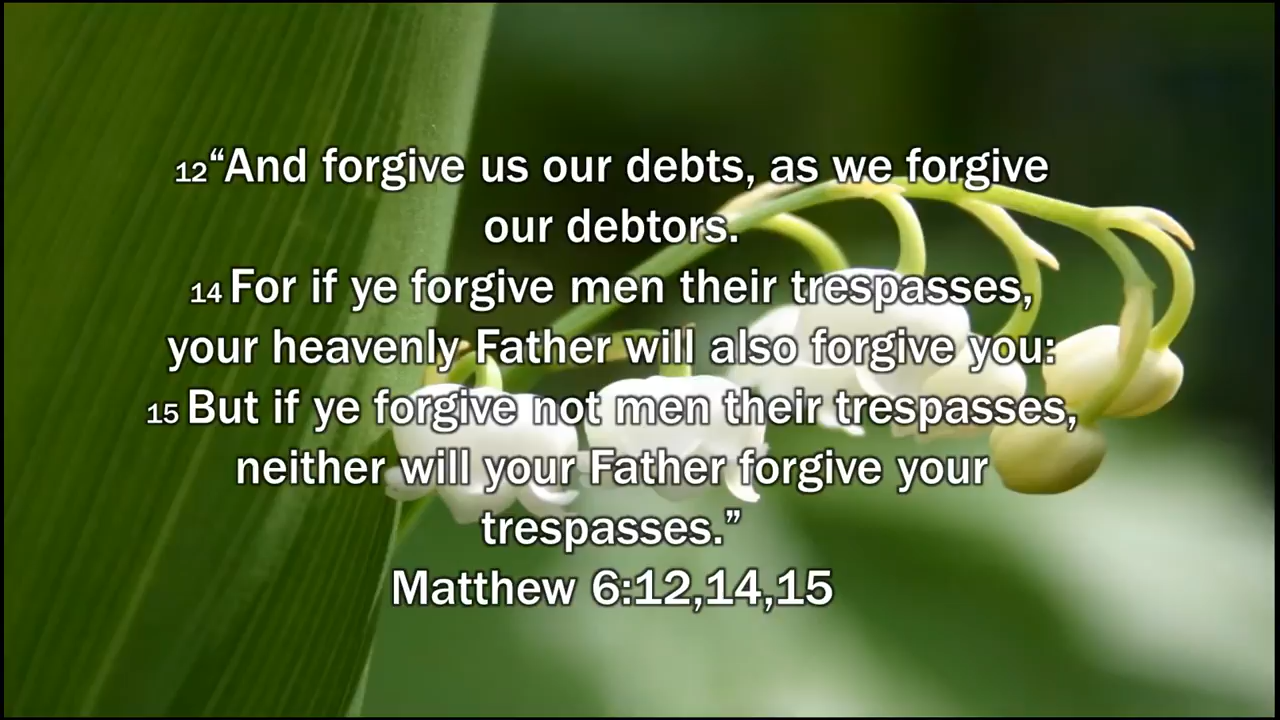 12“And forgive us our debts, as we forgive
our debtors.
14 For if ye forgive men their trespasses,
your heavenly Father will also forgive you:
15 But if ye forgive not men their trespasses,
neither will your Father forgive your
trespasses.”
Matthew 6:12,14,15